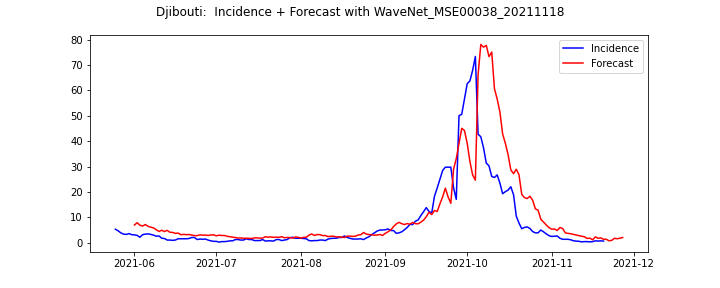 Djibouti:  Incidence + Forecast with WaveNet_MSE00038_20211118
Incidence
Forecast
80
70
60
50
40
30
20
10
0
2021-06 2021-07 2021-08 2021-09 2021-10 2021-11 2021-12